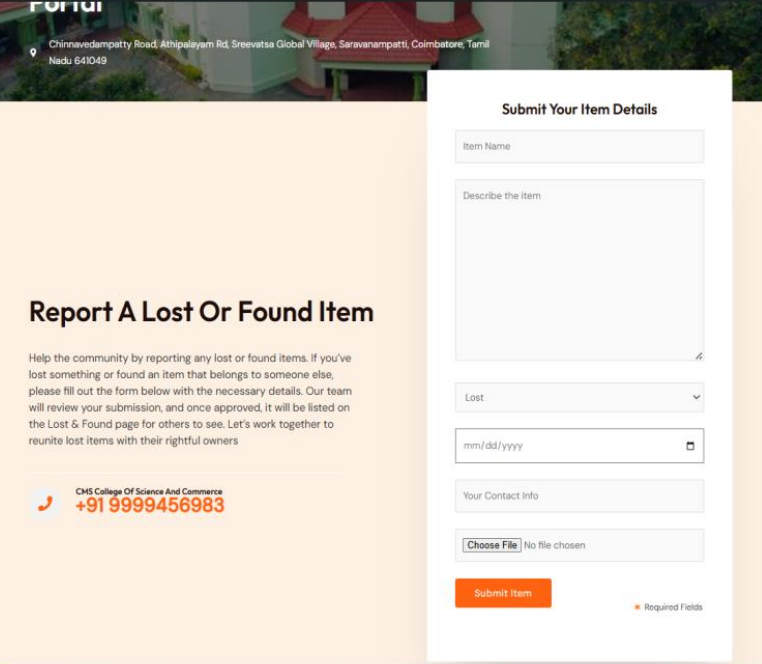 Portal
Chinnavedampatty Road, Athipalayam Rd, Sreevatsa Global Village, Saravanampatti, Coimbatore, Tamil
Nadu 641049
Submit Your Item Details
Item Name
Describe the item
Report A Lost Or Found Item
Help the community by reporting any lost or found items. If you've
lost something or found an item that belongs to someone else,
please fill out the form below with the necessary details. Our team
will review your submission, and once approved, it will be listed on
the Lost & Found page for others to see. Let's work together to
reunite lost items with their rightful owners
CMS College Of Science And Commerce
+91 9999456983
Lost
mm/dd/yyyy
Your Contact Info
Choose File No file chosen
Submit Item
* Required Fields